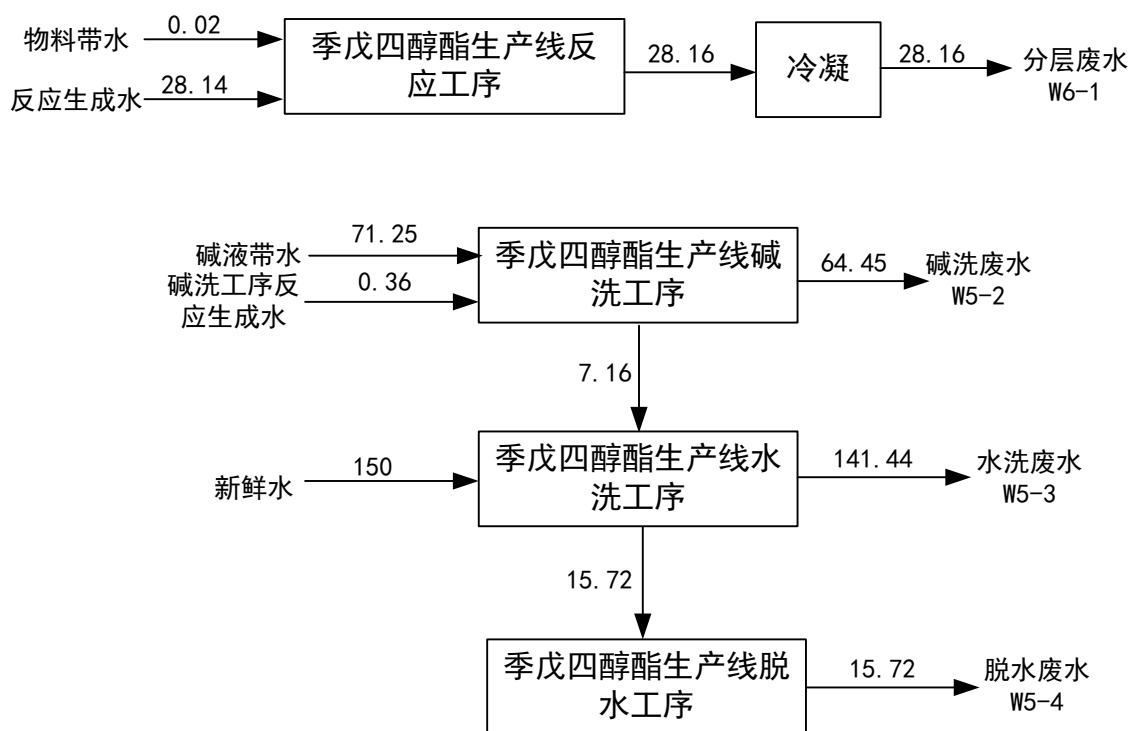 物料带水
0.02
反应生成水
28.14
季戊四醇酯生产线反
应工序
28.16
冷凝
28.16
分层废水
W6-1
碱液带水
71.25
碱洗工序反
应生成水
0.36
季戊四醇酯生产线碱
洗工序
64.45
碱洗废水
W5-2
7.16
新鲜水
150
季戊四醇酯生产线水
洗工序
141.44
水洗废水
W5-3
15.72
季戊四醇酯生产线脱
水工序
15.72
脱水废水
W5-4